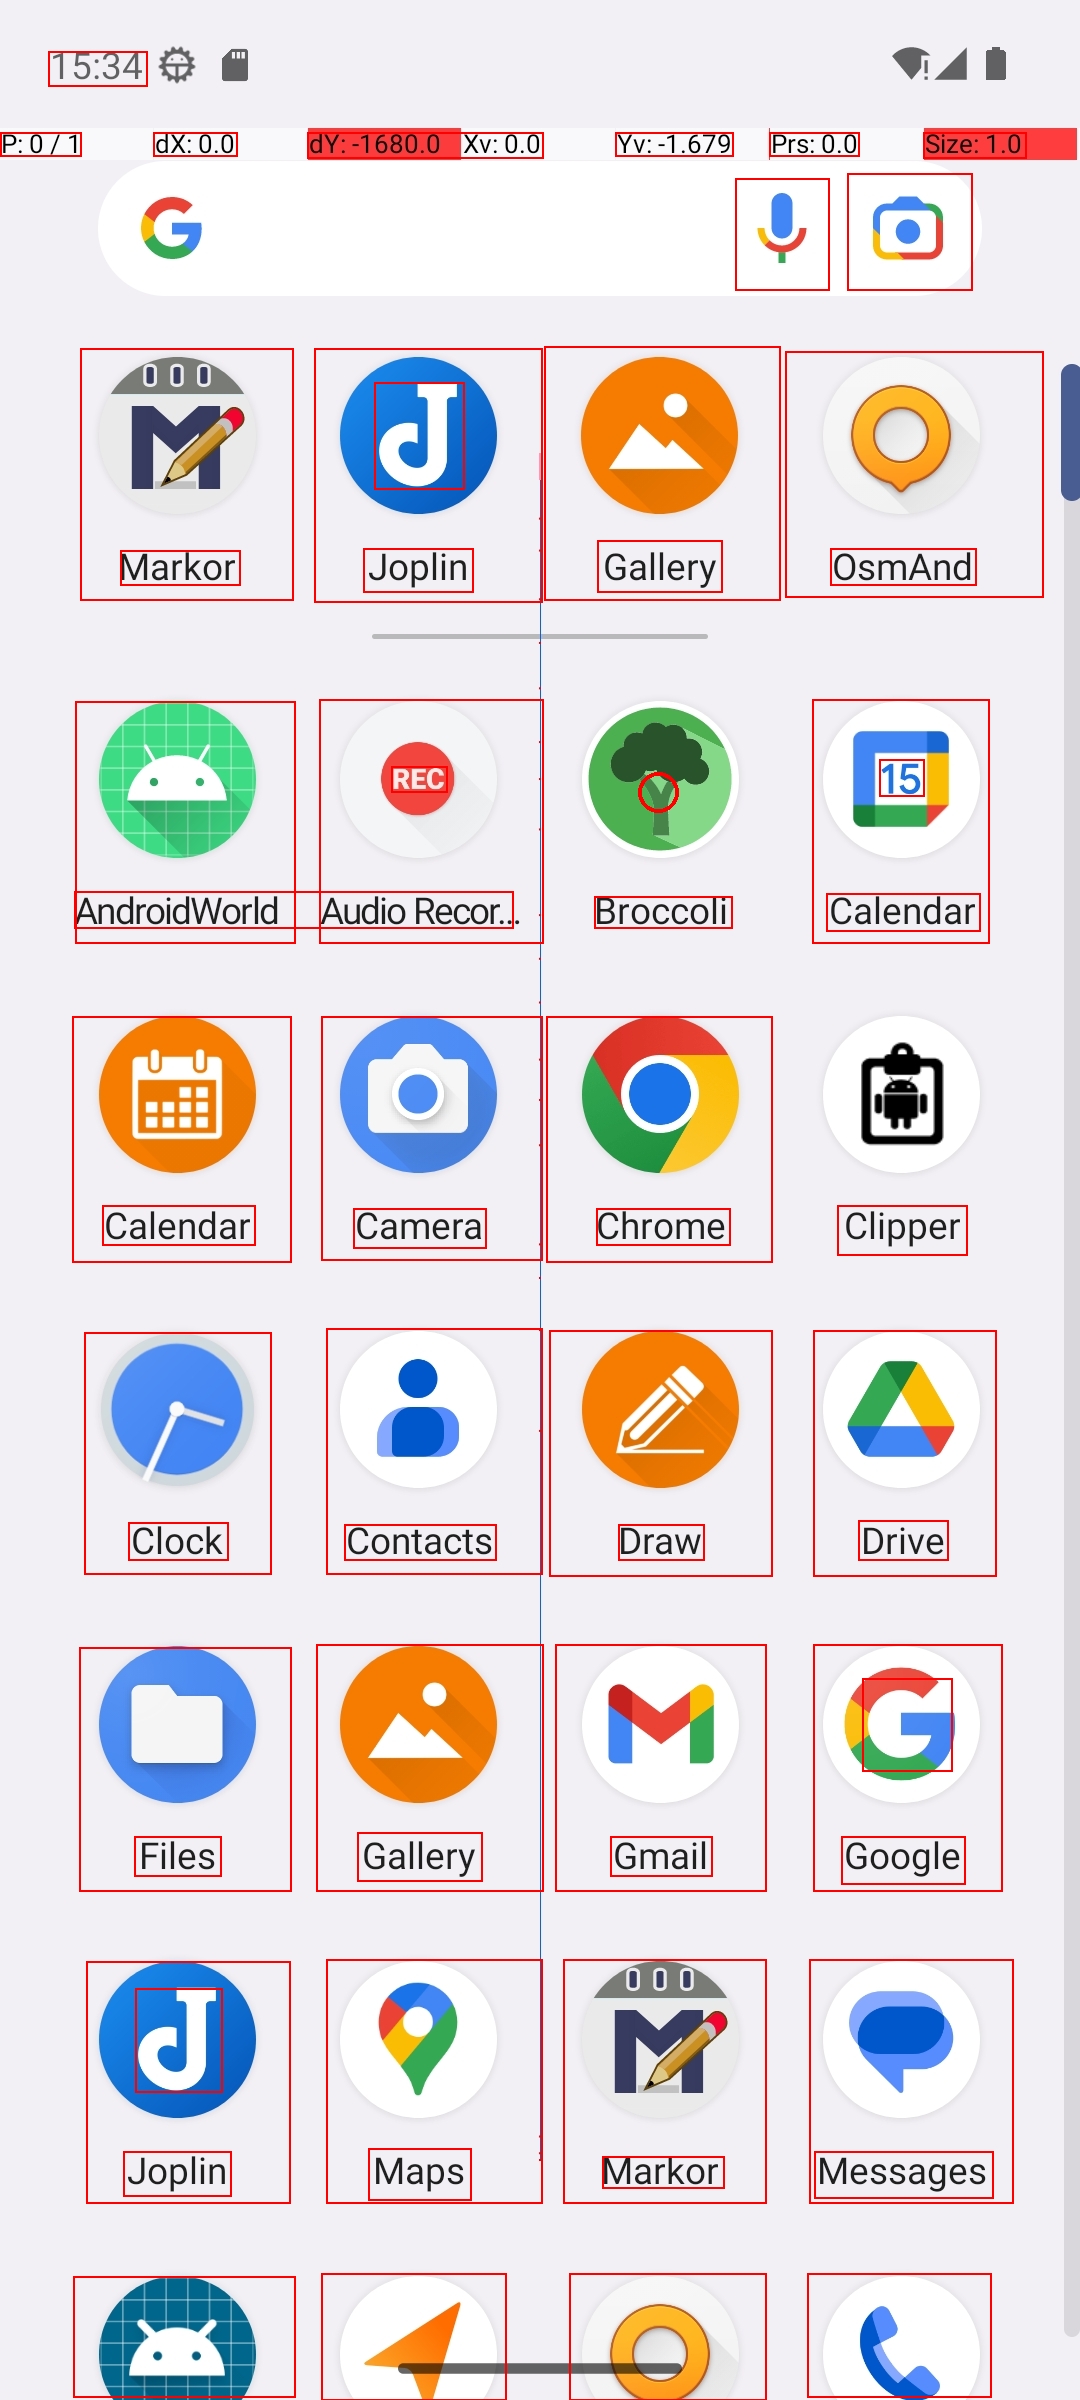 15:34
P: 0 / 1 dX: 0.0 dY: -1680.0 Xv: 0.0 Yv: -1.679 Prs: 0.0 Size: 1.0
Markor Joplin Gallery OsmAnd
REC 15
AndroidWorld Audio Recor... Broccoli Calendar
Calendar Camera Chrome Clipper
Clock Contacts Draw Drive
Files Gallery Gmail Google
Joplin Maps Markor Messages